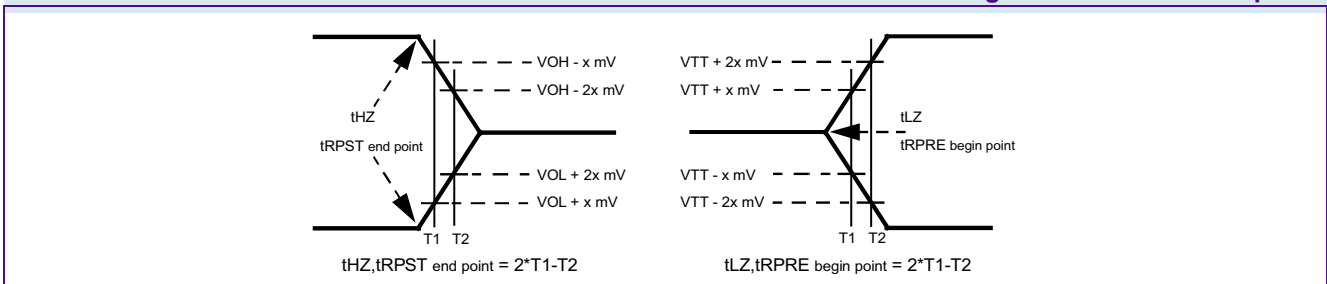 VOH - x mV
VOH - 2x mV
tHZ
tRPST end point
VOL + 2x mV
VOL + x mV
T1 T2
tHZ,tRPST end point = 2*T1-T2
VTT + 2x mV
VTT + x mV
tLZ
tRPRE begin point
VTT - x mV
VTT - 2x mV
T1 T2
tLZ,tRPRE begin point = 2*T1-T2